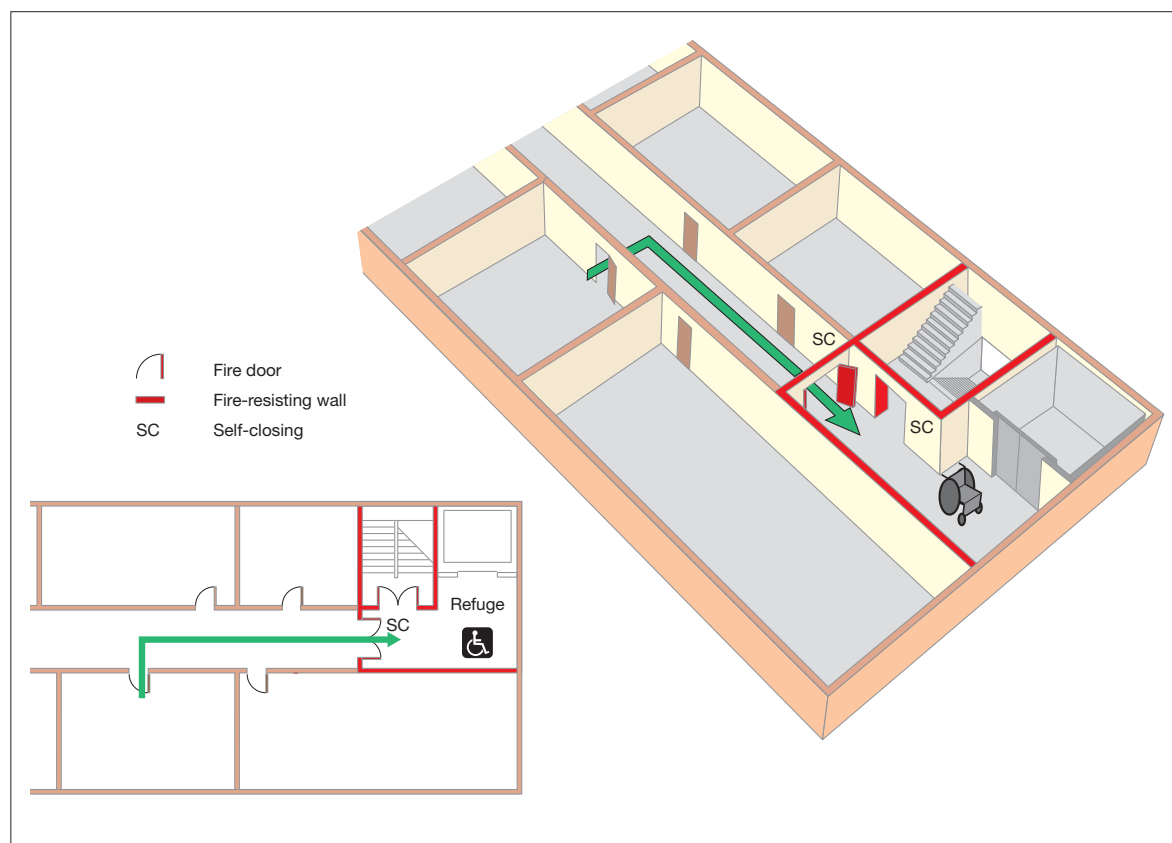 SC
SC
Fire door
Fire-resisting wall
SC Self-closing
Refuge
SC